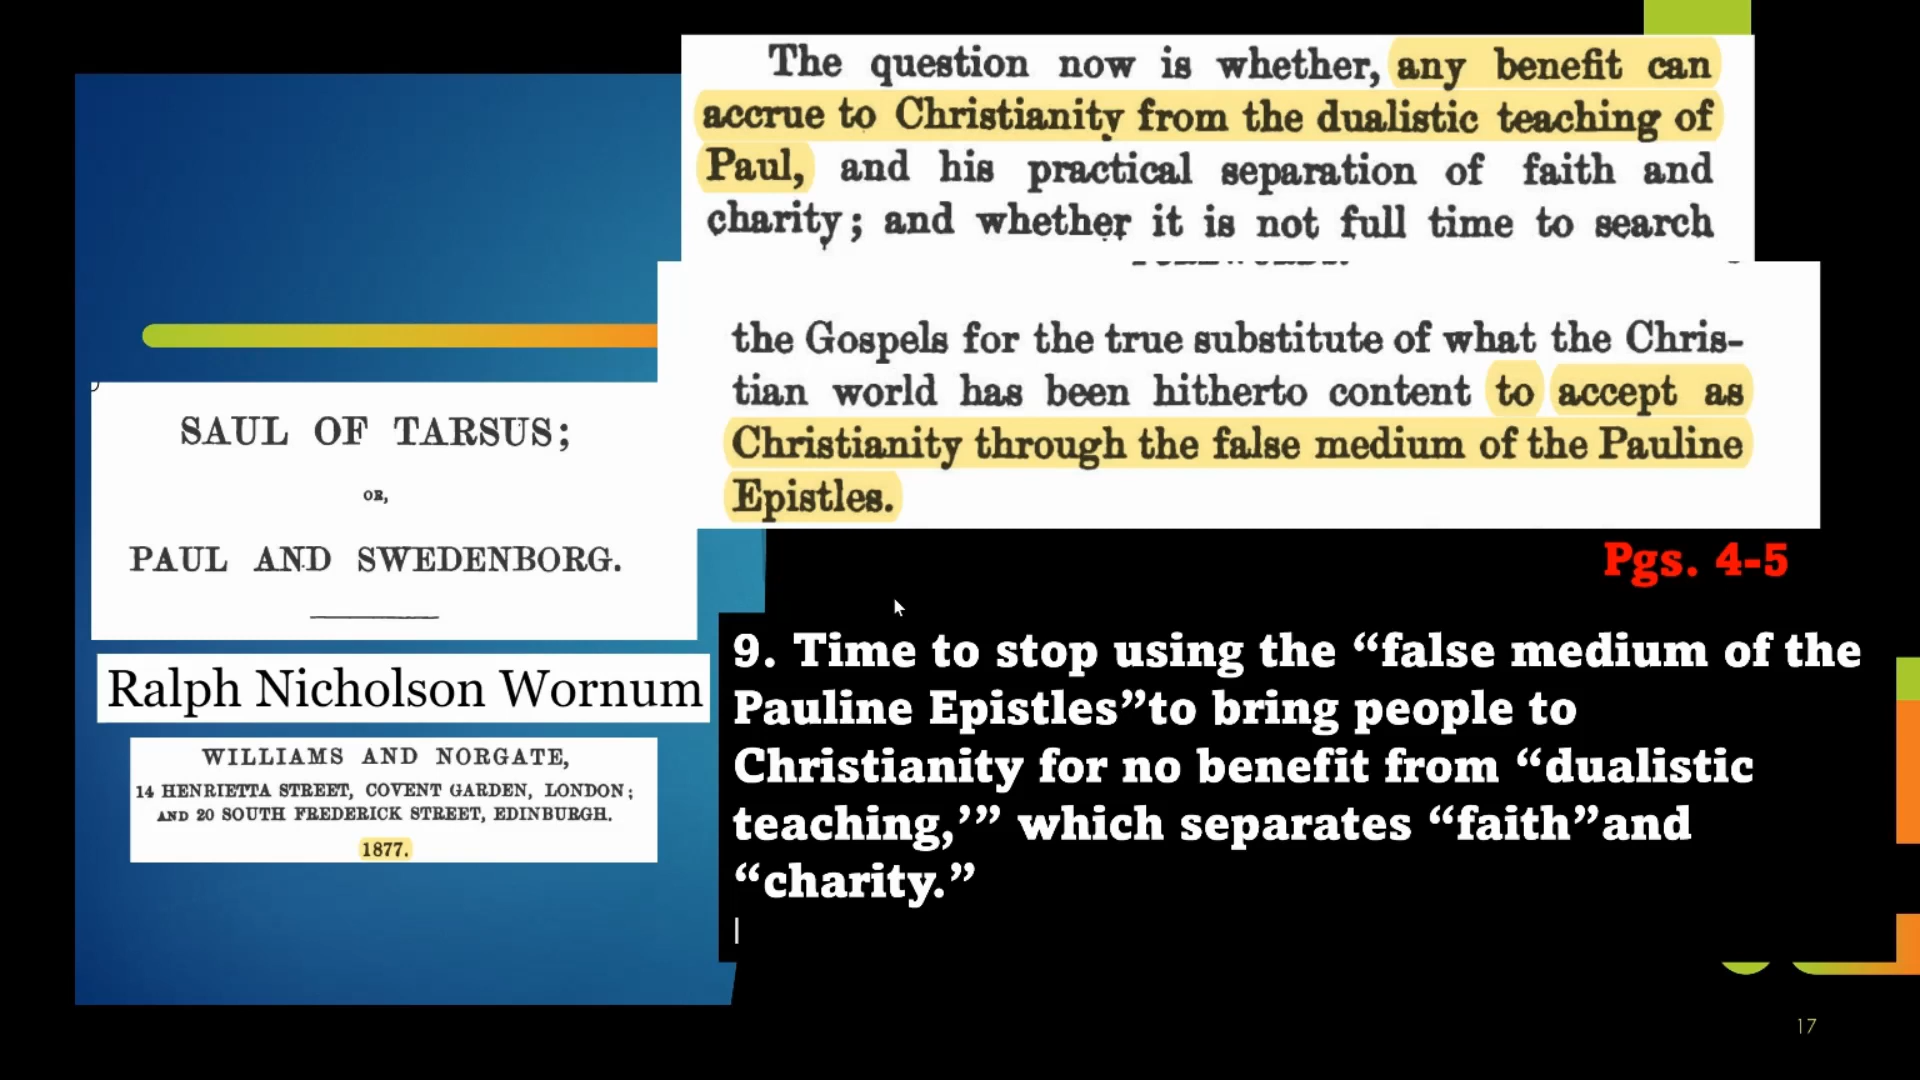 The question now is whether, any benefit can
accrue to Christianity from the dualistic teaching of
Paul, and his practical separation of faith and
charity; and whether it is not full time to search
the Gospels for the true substitute of what the Chris-
tian world has been hitherto content to accept as
Christianity through the false medium of the Pauline
Epistles.
Pgs. 4-5
SAUL OF TARSUS;
OR,
PAUL AND SWEDENBORG.
Ralph Nicholson Wornum
WILLIAMS AND NORGATE,
14 HENRIETTA STREET, COVENT GARDEN, LONDON;
AND 20 SOUTH FREDERICK STREET, EDINBURGH.
1877.
9. Time to stop using the “false medium of the
Pauline Epistles”to bring people to
Christianity for no benefit from “dualistic
teaching,’” which separates “faith”and
“charity.”
17